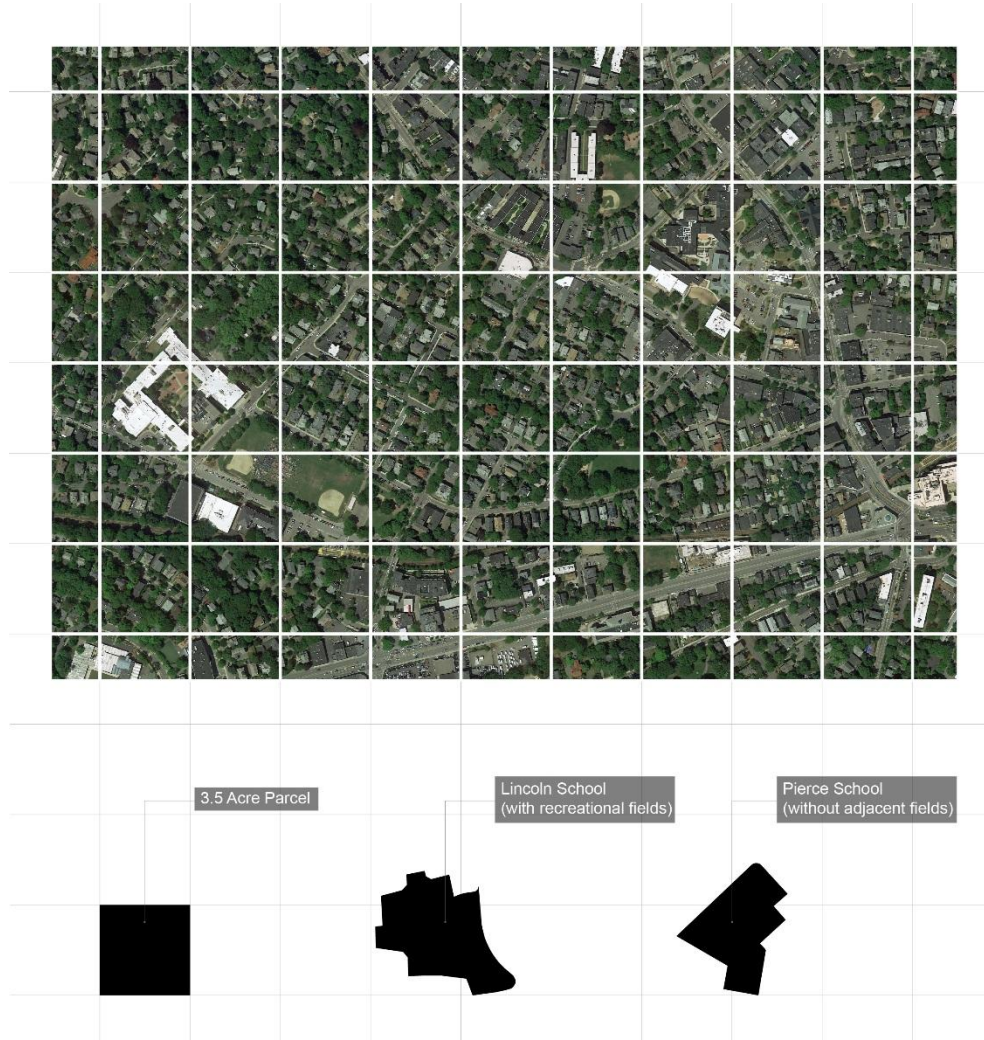 3.5 Acre Parcel
Lincoln School
(with recreational fields)
Pierce School
(without adjacent fields)